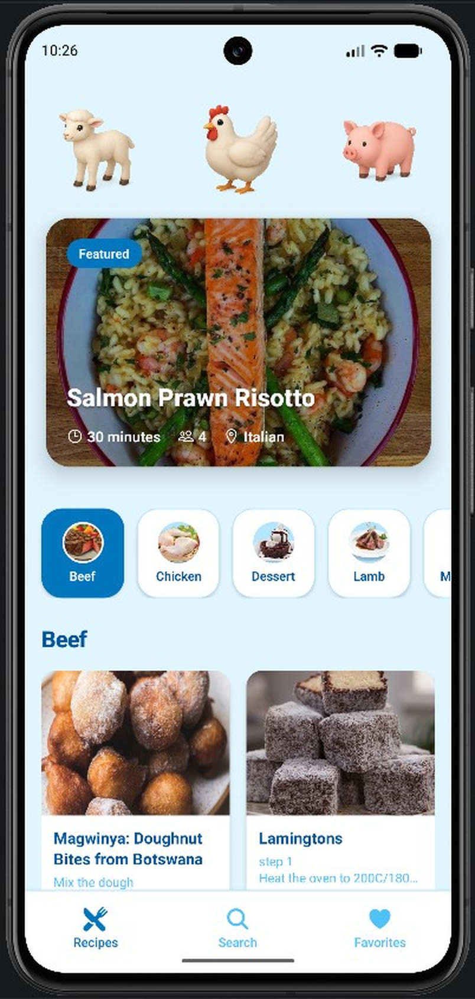 10:26
Featured
Salmon Prawn Risotto
30 minutes 4 Italian
Beef Chicken Dessert Lamb M
Beef
Magwinya: Doughnut
Bites from Botswana
Mix the dough
Lamingtons
step 1
Heat the oven to 200C/180...
Recipes Search Favorites